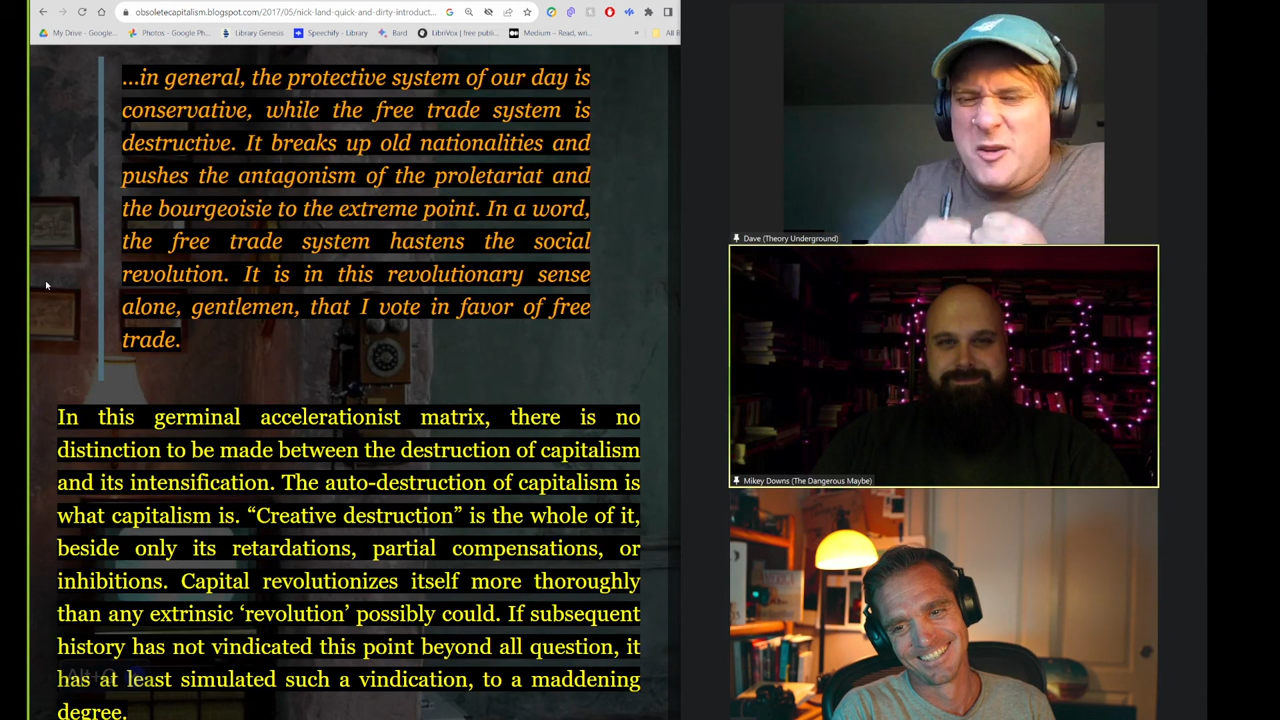 obsoletecapitalism.blogspot.com/2017/05/nick-land-quick-and-dirty-introduct...
My Drive - Google...
Photos - Google Ph...
Library Genesis
Speechify - Library
Bard
LibriVox | free publi...
Medium – Read, wri...
»
All B
...in general, the protective system of our day is
conservative, while the free trade system is
destructive. It breaks up old nationalities and
pushes the antagonism of the proletariat and
the bourgeoisie to the extreme point. In a word,
the free trade system hastens the social
revolution. It is in this revolutionary sense
alone, gentlemen, that I vote in favor of free
trade.
In this germinal accelerationist matrix, there is no
distinction to be made between the destruction of capitalism
and its intensification. The auto-destruction of capitalism is
what capitalism is. “Creative destruction” is the whole of it,
beside only its retardations, partial compensations, or
inhibitions. Capital revolutionizes itself more thoroughly
than any extrinsic ‘revolution’ possibly could. If subsequent
history has not vindicated this point beyond all question, it
has at least simulated such a vindication, to a maddening
degree.
Dave (Theory Underground)
Mikey Downs (The Dangerous Maybe)